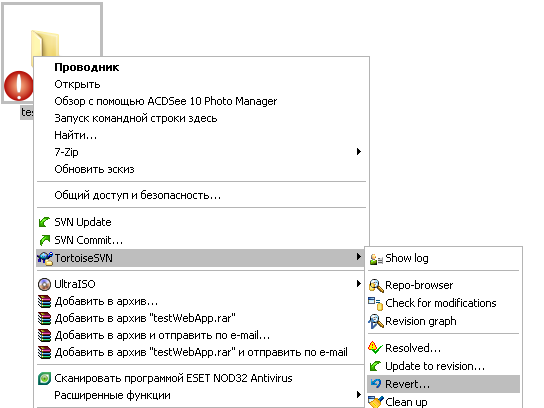 Проводник
Открыть
Обзор с помощью ACDSee 10 Photo Manager
Запуск командной строки здесь
Найти...
7-Zip
Обновить эскиз
Общий доступ и безопасность...
SVN Update
SVN Commit...
TortoiseSVN
UltraISO
Добавить в архив...
Добавить в архив "testWebApp.rar"
Добавить в архив и отправить по e-mail...
Добавить в архив "testWebApp.rar" и отправить по e-mail
Сканировать программой ESET NOD32 Antivirus
Расширенные функции
Show log
Repo-browser
Check for modifications
Revision graph
Resolved...
Update to revision...
Revert...
Clean up